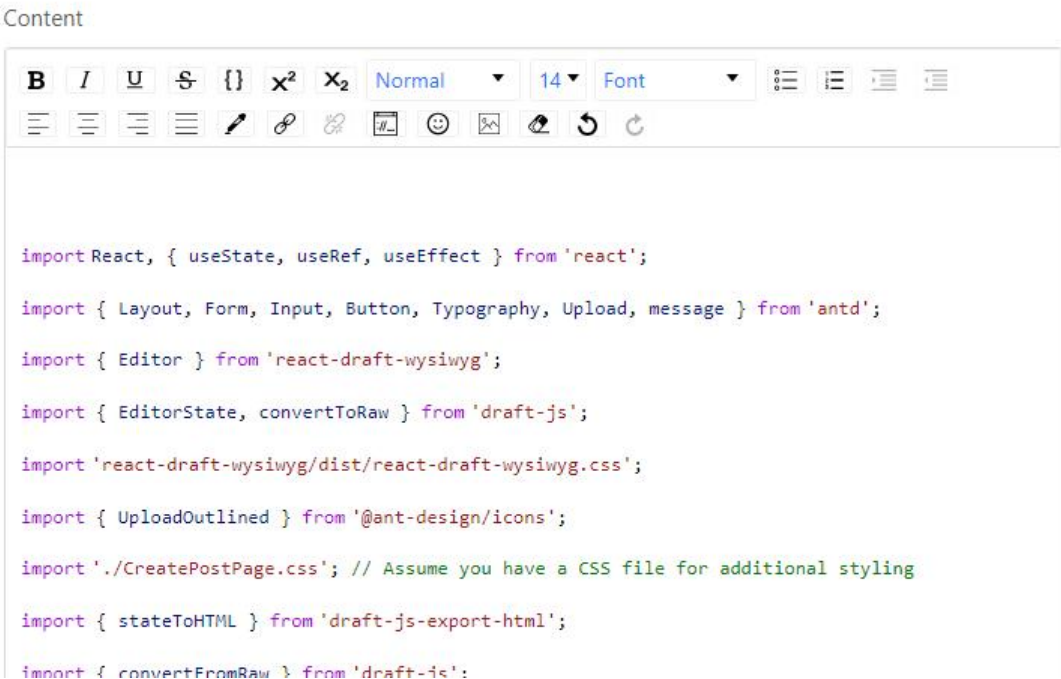 Content
B I U S {} x² X₂ Normal 14 Font
import React, { useState, useRef, useEffect } from 'react';
import { Layout, Form, Input, Button, Typography, Upload, message } from 'antd';
import { Editor } from 'react-draft-wysiwyg';
import { EditorState, convertToRaw } from 'draft-js';
import 'react-draft-wysiwyg/dist/react-draft-wysiwyg.css';
import { UploadOutlined } from '@ant-design/icons';
import './CreatePostPage.css'; // Assume you have a CSS file for additional styling
import { stateToHTML } from 'draft-js-export-html';
import { convertFromRaw } from 'draft-js';